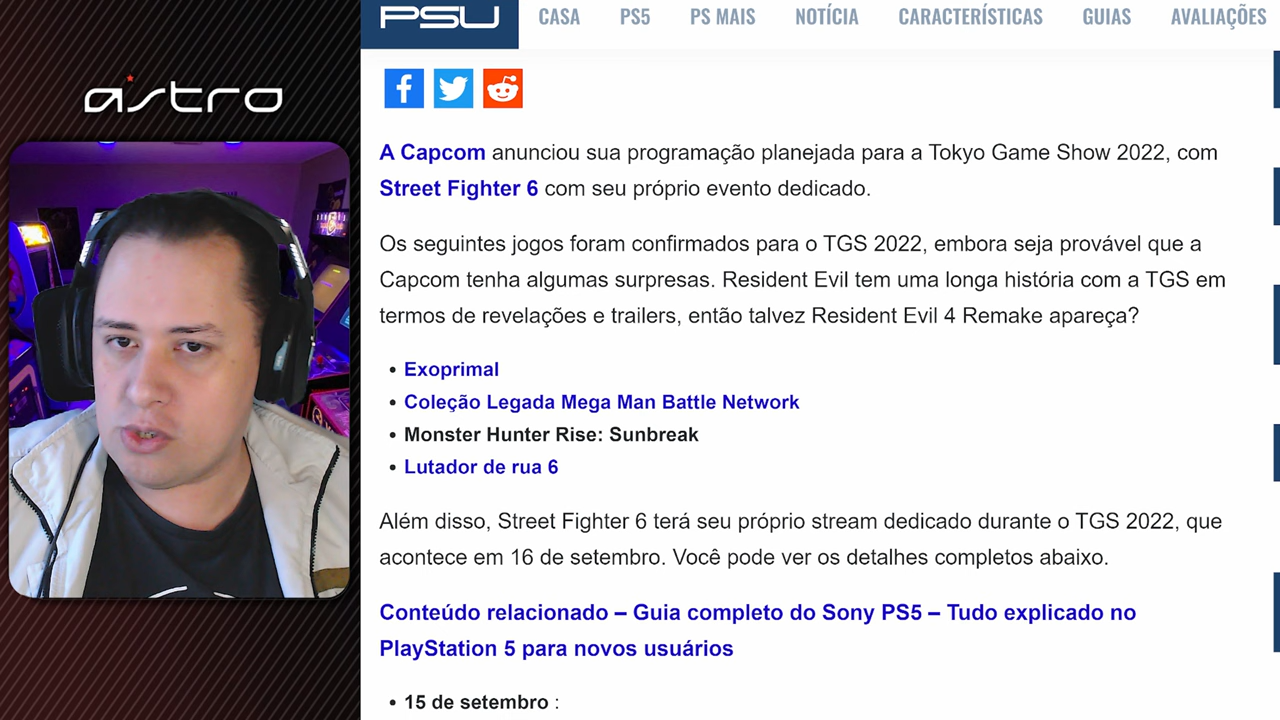 astro
PSU
CASA PS5 PS MAIS NOTÍCIA CARACTERÍSTICAS GUIAS AVALIAÇÕES
A Capcom anunciou sua programação planejada para a Tokyo Game Show 2022, com
Street Fighter 6 com seu próprio evento dedicado.
Os seguintes jogos foram confirmados para o TGS 2022, embora seja provável que a
Capcom tenha algumas surpresas. Resident Evil tem uma longa história com a TGS em
termos de revelações e trailers, então talvez Resident Evil 4 Remake apareça?
• Exoprimal
• Coleção Legada Mega Man Battle Network
• Monster Hunter Rise: Sunbreak
• Lutador de rua 6
Além disso, Street Fighter 6 terá seu próprio stream dedicado durante o TGS 2022, que
acontece em 16 de setembro. Você pode ver os detalhes completos abaixo.
Conteúdo relacionado – Guia completo do Sony PS5 – Tudo explicado no
PlayStation 5 para novos usuários
• 15 de setembro :